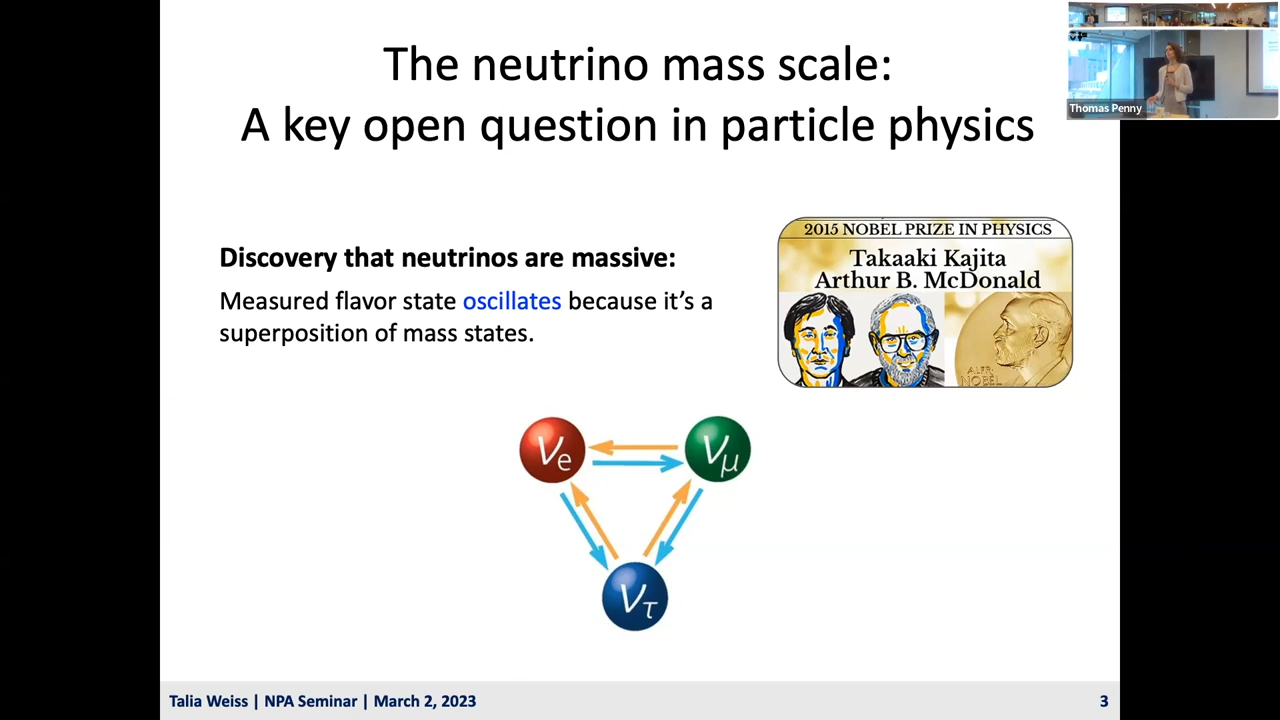 The neutrino mass scale:
A key open question in particle physics
Thomas Penny
Discovery that neutrinos are massive:
Measured flavor state oscillates because it's a
superposition of mass states.
2015 NOBEL PRIZE IN PHYSICS
Takaaki Kajita
Arthur B. McDonald
ALFR.
NOBEL
νe
νμ
ντ
Talia Weiss | NPA Seminar | March 2, 2023
3